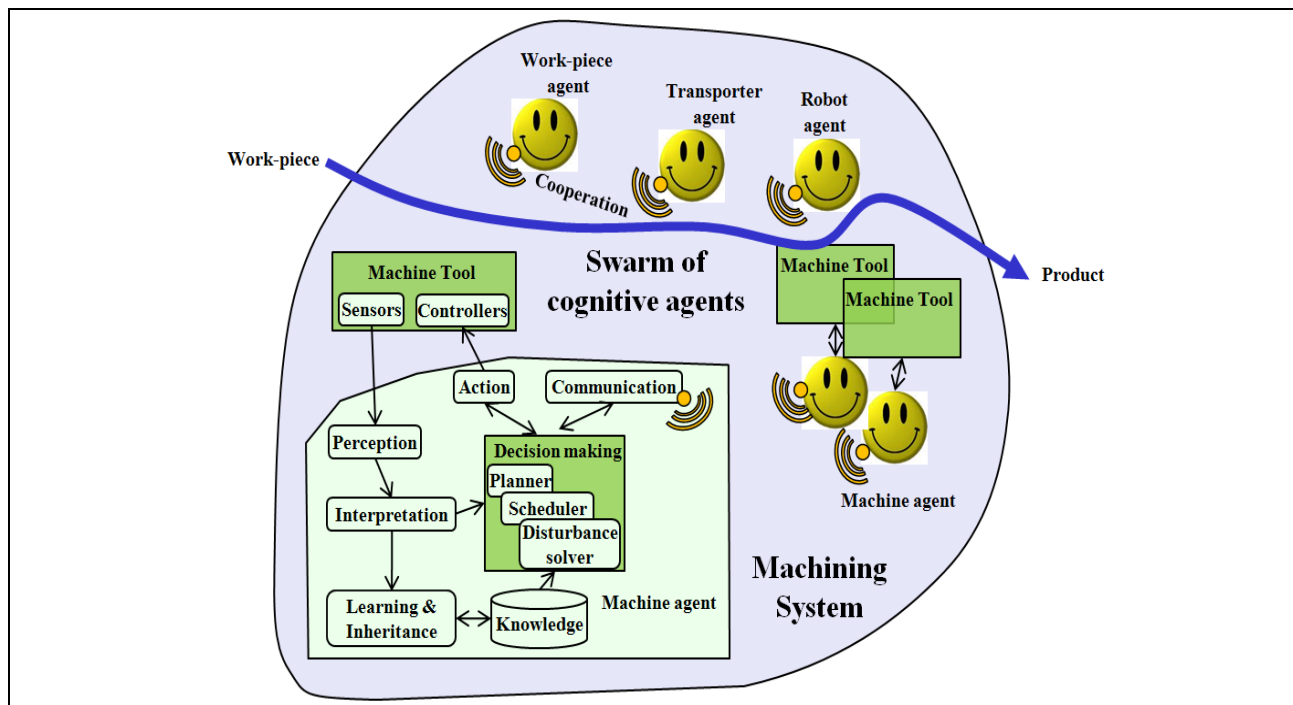 Work-piece
agent
Transporter
agent
Robot
agent
Work-piece
Cooperation
Swarm of
cognitive agents
Product
Machine Tool
Sensors
Controllers
Machine Tool
Machine Tool
Action
Communication
Perception
Decision making
Planner
Scheduler
Disturbance
solver
Interpretation
Machine agent
Learning &
Inheritance
Knowledge
Machine agent
Machining
System